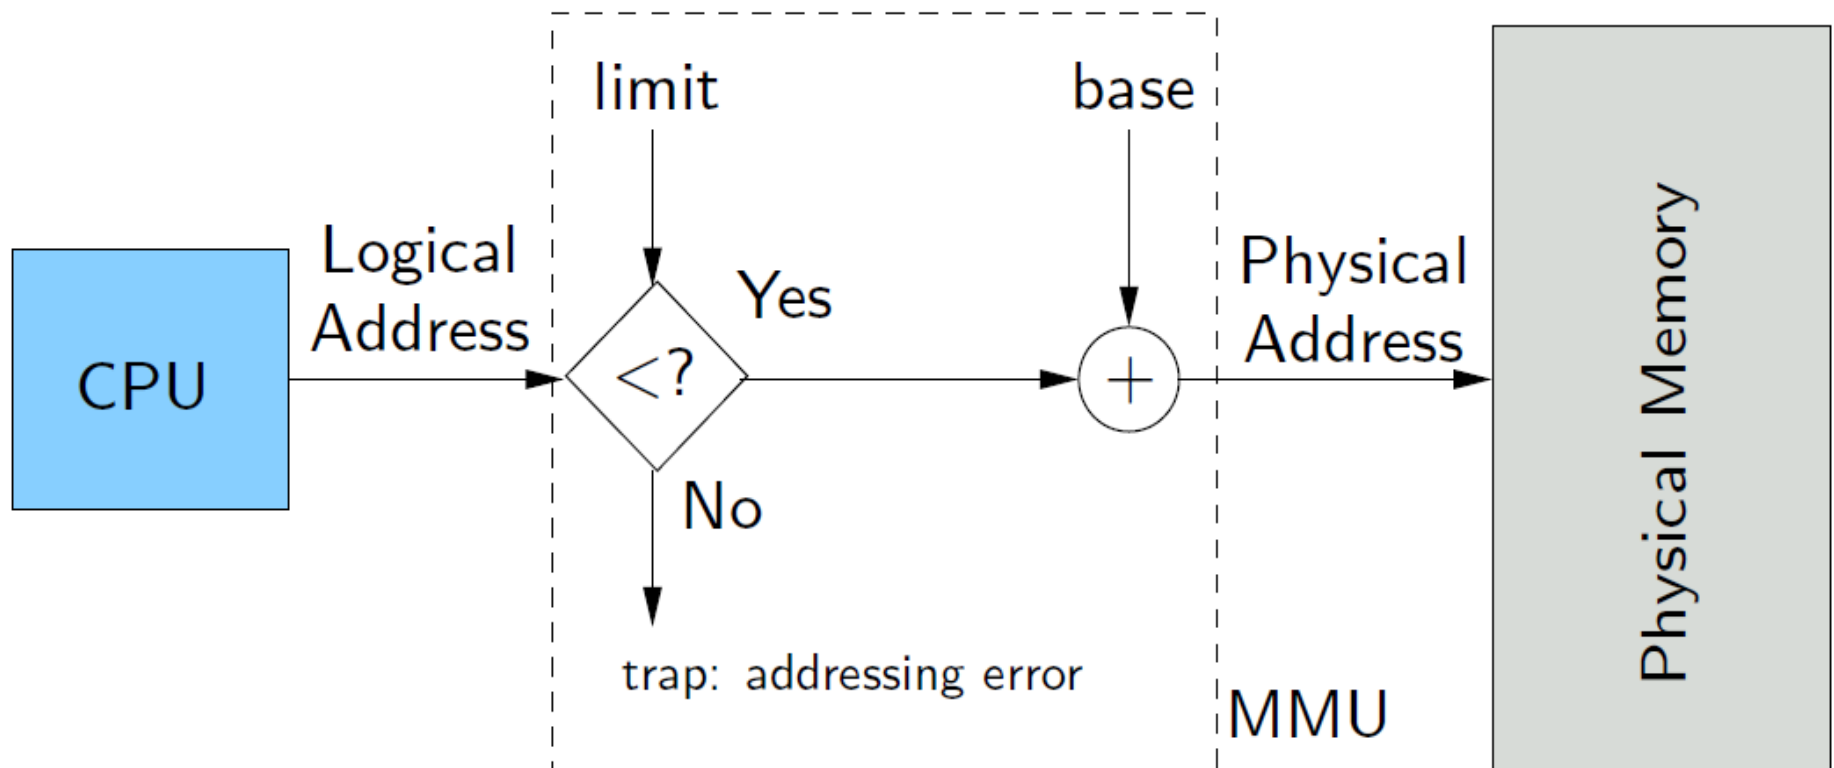 limit
base
Logical
Address
Yes
Physical
Address
CPU
<?
+
No
trap: addressing error
MMU
Physical Memory